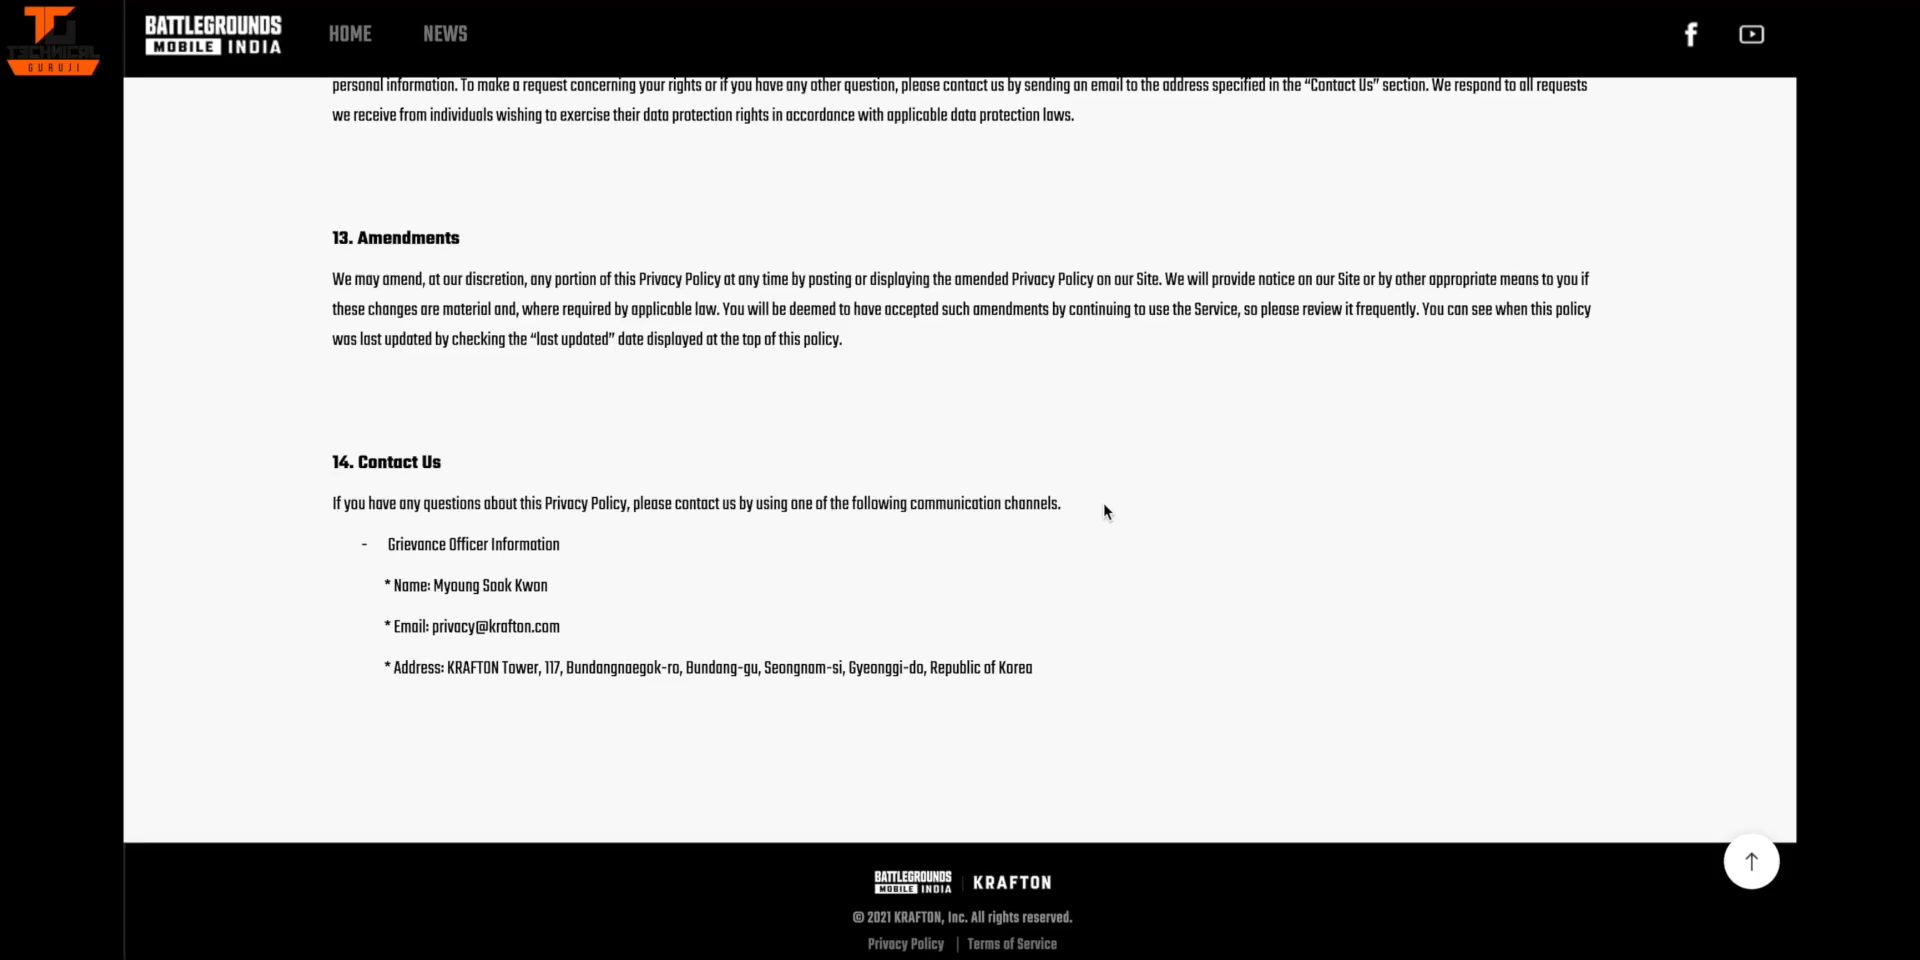 TECHNICAL
GURUJI
BATTLEGROUNDS
MOBILE INDIA
HOME
NEWS
personal information. To make a request concerning your rights or if you have any other question, please contact us by sending an email to the address specified in the “Contact Us” section. We respond to all requests
we receive from individuals wishing to exercise their data protection rights in accordance with applicable data protection laws.
13. Amendments
We may amend, at our discretion, any portion of this Privacy Policy at any time by posting or displaying the amended Privacy Policy on our Site. We will provide notice on our Site or by other appropriate means to you if
these changes are material and, where required by applicable law. You will be deemed to have accepted such amendments by continuing to use the Service, so please review it frequently. You can see when this policy
was last updated by checking the “last updated” date displayed at the top of this policy.
14. Contact Us
If you have any questions about this Privacy Policy, please contact us by using one of the following communication channels.
- Grievance Officer Information
* Name: Myoung Sook Kwon
* Email: privacy@krafton.com
* Address: KRAFTON Tower, 117, Bundangnaegok-ro, Bundang-gu, Seongnam-si, Gyeonggi-do, Republic of Korea
BATTLEGROUNDS
MOBILE INDIA | KRAFTON
© 2021 KRAFTON, Inc. All rights reserved.
Privacy Policy | Terms of Service